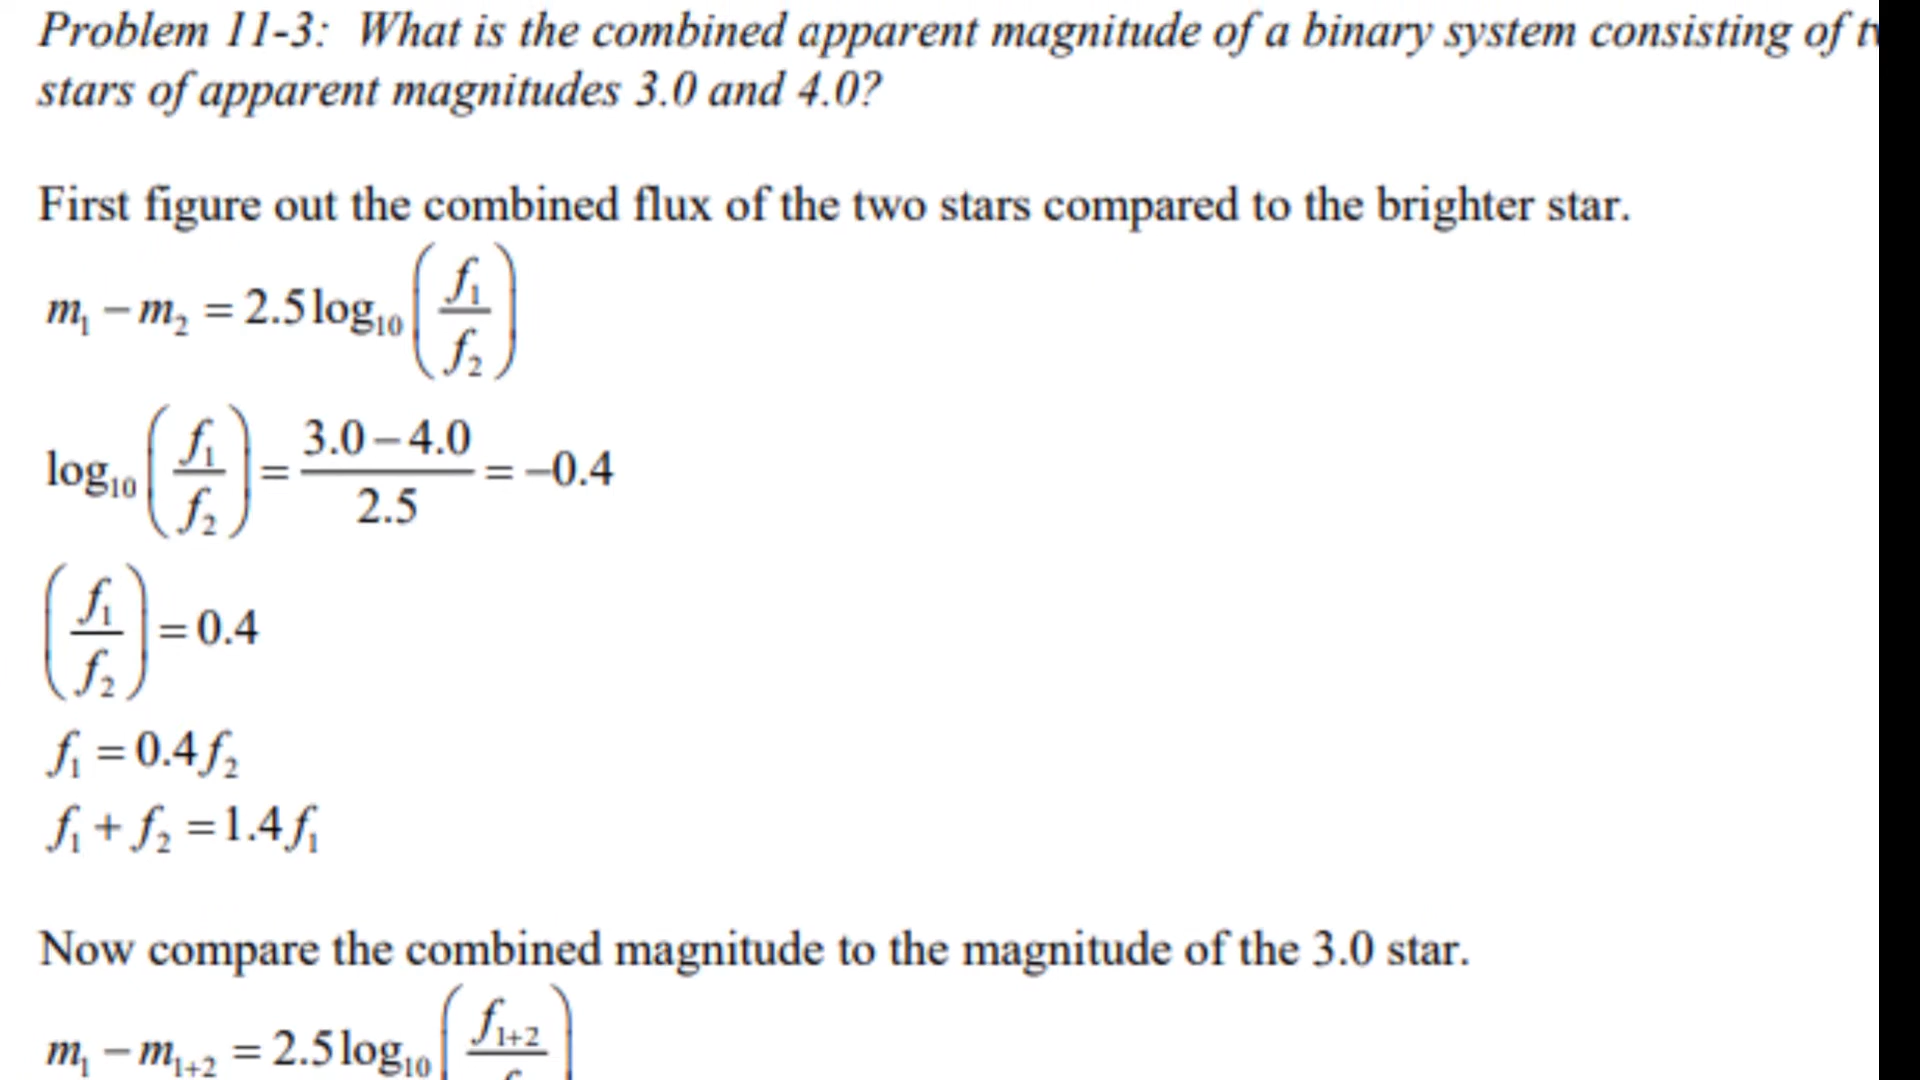 Problem 11-3: What is the combined apparent magnitude of a binary system consisting of
stars of apparent magnitudes 3.0 and 4.0?
First figure out the combined flux of the two stars compared to the brighter star.
m₁ − m₂ = 2.5 log₁₀ (f₁/f₂)
log₁₀ (f₁/f₂) = (3.0 − 4.0)/2.5 = −0.4
(f₁/f₂) = 0.4
f₁ = 0.4 f₂
f₁ + f₂ = 1.4 f₁
Now compare the combined magnitude to the magnitude of the 3.0 star.
m₁ − m₁₊₂ = 2.5 log₁₀ (f₁₊₂